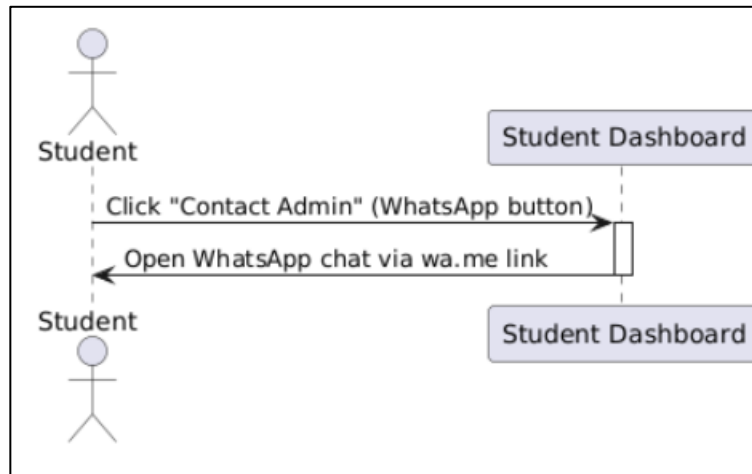 Student
Student Dashboard
Click "Contact Admin" (WhatsApp button)
Open WhatsApp chat via wa.me link
Student
Student Dashboard